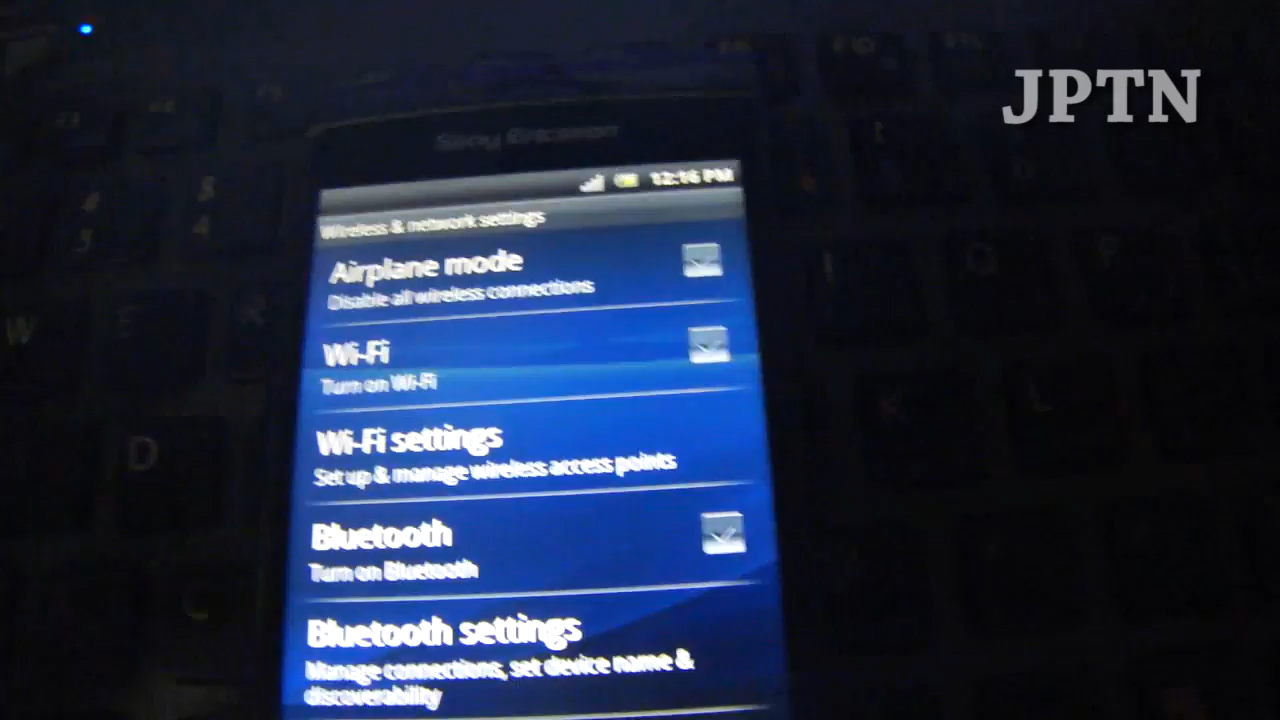 JPTN
Sony Ericsson
12:16 PM
Wireless & network settings
Airplane mode
Disable all wireless connections
Wi-Fi
Turn on Wi-Fi
Wi-Fi settings
Set up & manage wireless access points
Bluetooth
Turn on Bluetooth
Bluetooth settings
Manage connections, set device name &
discoverability
W
E
D
K
L